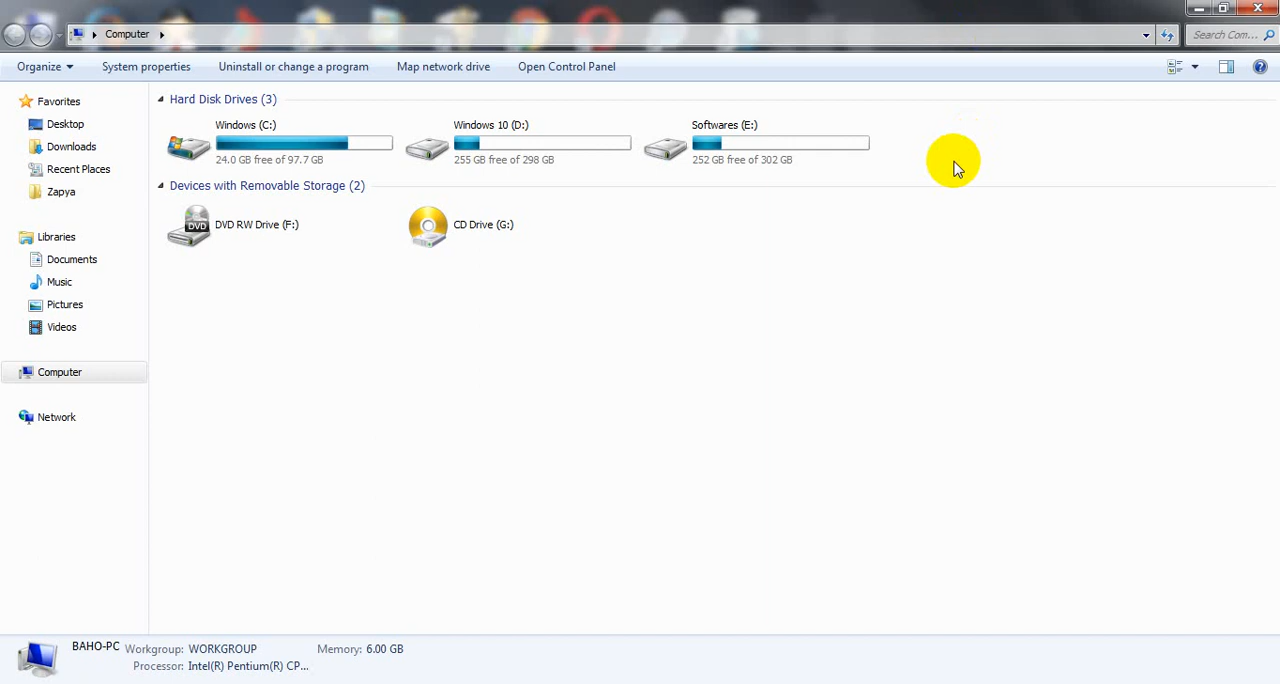 Computer
Search Com...
Organize System properties Uninstall or change a program Map network drive Open Control Panel
Favorites
Desktop
Downloads
Recent Places
Zapya
Libraries
Documents
Music
Pictures
Videos
Computer
Network
Hard Disk Drives (3)
Windows (C:)
24.0 GB free of 97.7 GB
Windows 10 (D:)
255 GB free of 298 GB
Softwares (E:)
252 GB free of 302 GB
Devices with Removable Storage (2)
DVD
DVD RW Drive (F:)
CD Drive (G:)
BAHO-PC Workgroup: WORKGROUP Memory: 6.00 GB
Processor: Intel(R) Pentium(R) CP...